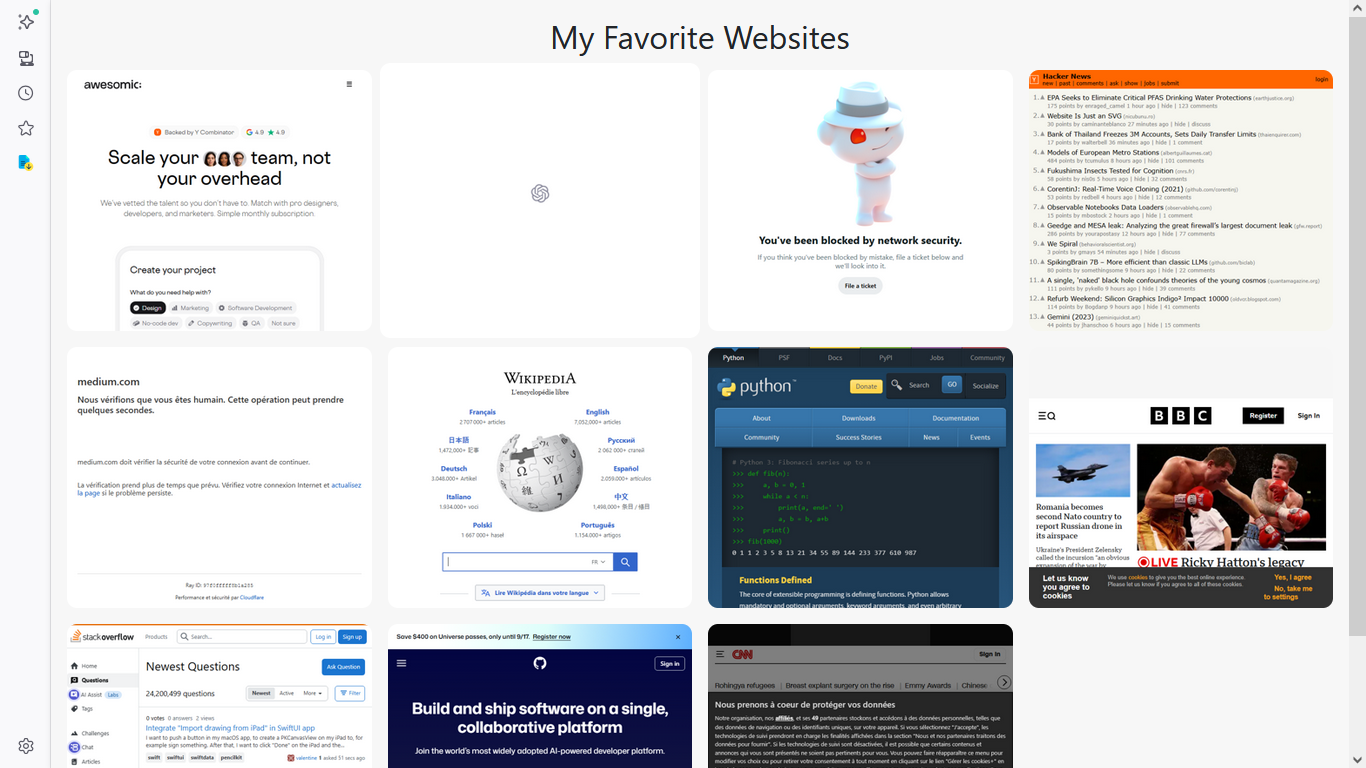 My Favorite Websites
awesomic:
Backed by Y Combinator
4.9 4.9
Scale your team, not
your overhead
We've vetted the talent so you don't have to. Match with pro designers,
developers, and marketers. Simple monthly subscription.
Create your project
What do you need help with?
Design Marketing Software Development
No-code dev Copywriting QA Not sure
You've been blocked by network security.
If you think you've been blocked by mistake, file a ticket below and
we'll look into it.
File a ticket
Hacker News
new | past | comments | ask | show | jobs | submit
login
1. EPA Seeks to Eliminate Critical PFAS Drinking Water Protections (earthjustice.org)
175 points by enraged_camel 1 hour ago | hide | 123 comments
2. Website Is Just an SVG (nirubunu.ro)
30 points by caminanteblanco 27 minutes ago | hide | discuss
3. Bank of Thailand Freezes 3M Accounts, Sets Daily Transfer Limits (thaienquirer.com)
17 points by walterbell 36 minutes ago | hide | 1 comment
4. Models of European Metro Stations (albertguillaumes.cat)
484 points by tcumulus 8 hours ago | hide | 101 comments
5. Fukushima Insects Tested for Cognition (cnrs.fr)
58 points by nis0s 5 hours ago | hide | 32 comments
6. CorentinJ: Real-Time Voice Cloning (2021) (github.com/corentinj)
53 points by redbell 4 hours ago | hide | 12 comments
7. Observable Notebooks Data Loaders (observablehq.com)
15 points by mbostock 2 hours ago | hide | 1 comment
8. Geedge and MESA leak: Analyzing the great firewall's largest document leak (gfw.report)
286 points by yourapostasy 12 hours ago | hide | 77 comments
9. We Spiral (behavioralscientist.org)
3 points by gmays 54 minutes ago | hide | discuss
10. SpikingBrain 7B – More efficient than classic LLMs (github.com/biclab)
80 points by somethingsome 9 hours ago | hide | 22 comments
11. A single, 'naked' black hole confounds theories of the young cosmos (quantamagazine.org)
111 points by pykello 9 hours ago | hide | 39 comments
12. Refurb Weekend: Silicon Graphics Indigo² Impact 10000 (oldvcr.blogspot.com)
114 points by Bogdanp 9 hours ago | hide | 41 comments
13. Gemini (2023) (geminiquickst.art)
44 points by Jhanschoo 6 hours ago | hide | 15 comments
medium.com
Nous vérifions que vous êtes humain. Cette opération peut prendre
quelques secondes.
medium.com doit vérifier la sécurité de votre connexion avant de continuer.
La vérification prend plus de temps que prévu. Vérifiez votre connexion Internet et actualisez
la page si le problème persiste.
Ray ID:
Performance et sécurité par Cloudflare
WIKIPEDIA
L'encyclopédie libre
Français
2 707 000+ articles
English
7,052,000+ articles
日本語
1,472,000+ 記事
Русский
2 062 000+ статей
Deutsch
3.048.000+ Artikel
Español
2.059.000+ artículos
Italiano
1.934.000+ voci
中文
1,498,000+ 条目 / 條目
Polski
1 667 000+ haseł
Português
1.154.000+ artigos
FR
Lire Wikipédia dans votre langue
Python PSF Docs PyPI Jobs Community
python™
Donate Search GO Socialize
About Downloads Documentation
Community Success Stories News Events
# Python 3: Fibonacci series up to n
>>> def fib(n):
>>> a, b = 0, 1
>>> while a < n:
>>> print(a, end=' ')
>>> a, b = b, a+b
>>> print()
>>> fib(1000)
0 1 1 2 3 5 8 13 21 34 55 89 144 233 377 610 987
Functions Defined
The core of extensible programming is defining functions. Python allows
mandatory and optional arguments, keyword arguments, and even arbitrary
BBC
Register
Sign In
Romania becomes
second Nato country to
report Russian drone in
its airspace
Ukraine's President Zelensky
called the incursion "an obvious
expansion of the war by
LIVE Ricky Hatton's legacy
Let us know
you agree to
cookies
We use cookies to give you the best online experience.
Please let us know if you agree to all of these cookies.
Yes, I agree
No, take me
to settings
stackoverflow Products Search... Log in Sign up
Home
Questions
AI Assist Labs
Tags
Challenges
Chat
Articles
Newest Questions
Ask Question
24,200,499 questions
Newest Active More Filter
0 votes 0 answers 2 views
Integrate "Import drawing from iPad" in SwiftUI app
I want to push a button in my macOS app, to create a PKCanvasView on my iPad to, for
example sign something. After that, I want to click "Done" on the iPad and the...
swift swiftui swiftdata pencilkit
valentine 1 asked 51 secs ago
Save $400 on Universe passes, only until 9/17. Register now
Sign in
Build and ship software on a single,
collaborative platform
Join the world's most widely adopted AI-powered developer platform.
CNN
Sign in
Rohingya refugees Breast explant surgery on the rise Emmy Awards Chinese
Nous prenons à coeur de protéger vos données
Notre organisation, nos affiliés, et ses 49 partenaires stockons et accédons à des données personnelles, telles que
des données de navigation ou des identifiants uniques, sur votre appareil. Si vous sélectionnez "J'accepte", les
technologies de suivi prendront en charge les finalités affichées dans la section "Nous et nos partenaires traitons des
données pour fournir". Si les technologies de suivi sont désactivées, il est possible que certains contenus et
annonces qui vous sont présentés ne soient pas pertinents pour vous. Vous pouvez faire réapparaître ce menu pour
modifier vos choix ou pour retirer votre consentement à tout moment en cliquant sur le lien "Gérer les cookies+" en